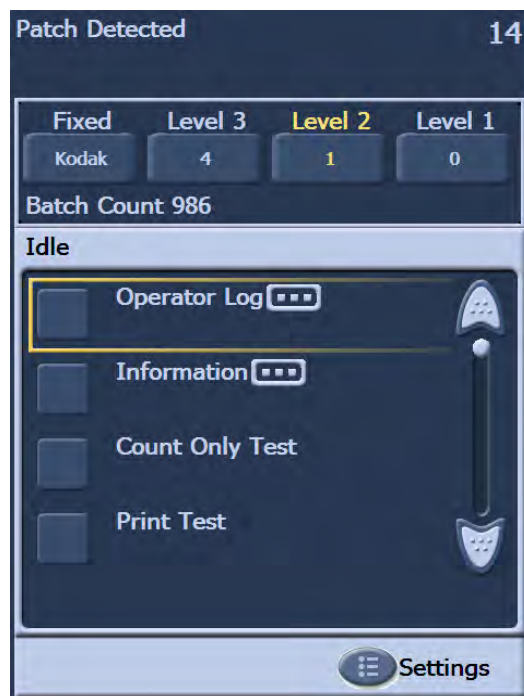 Patch Detected 14
Fixed Level 3 Level 2 Level 1
Kodak 4 1 0
Batch Count 986
Idle
Operator Log
Information
Count Only Test
Print Test
Settings